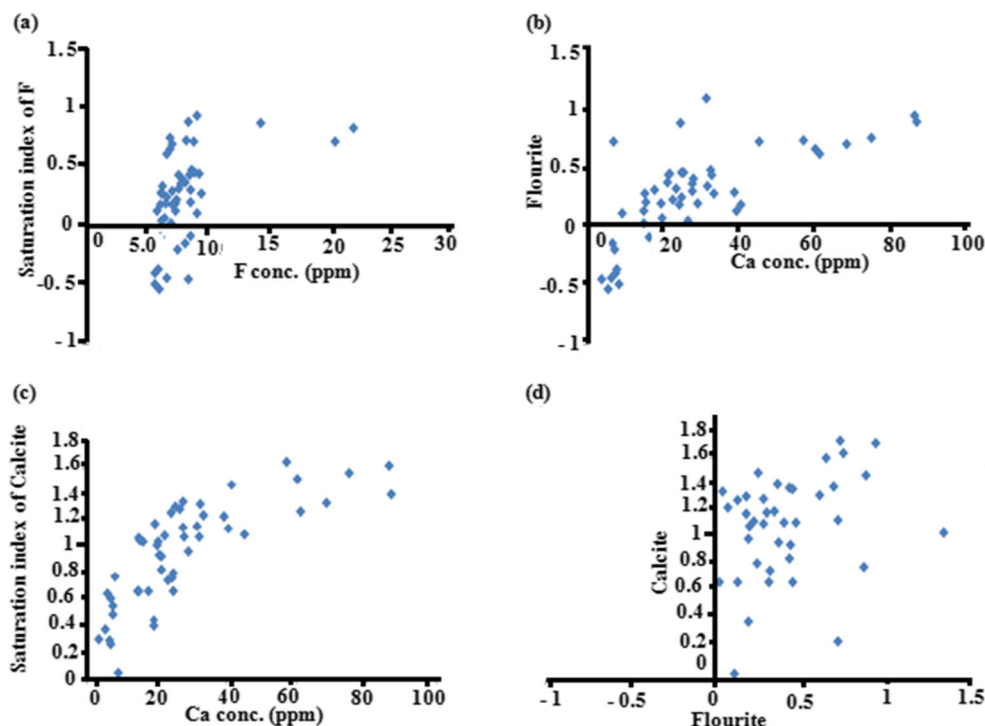 (a)
1.5
1
0.5
0
-0.5
-1
Saturation index of F
0 5.0 10 15 20 25 30
F conc. (ppm)
(b)
1.5
1
0.5
0
-0.5
-1
Flourite
0 20 40 60 80 100
Ca conc. (ppm)
(c)
1.8
1.6
1.4
1.2
1
0.8
0.6
0.4
0.2
0
Saturation index of Calcite
0 20 40 60 80 100
Ca conc. (ppm)
(d)
1.8
1.6
1.4
1.2
1
0.8
0.6
0.4
0.2
0
Calcite
-1 -0.5 0 0.5 1 1.5
Flourite